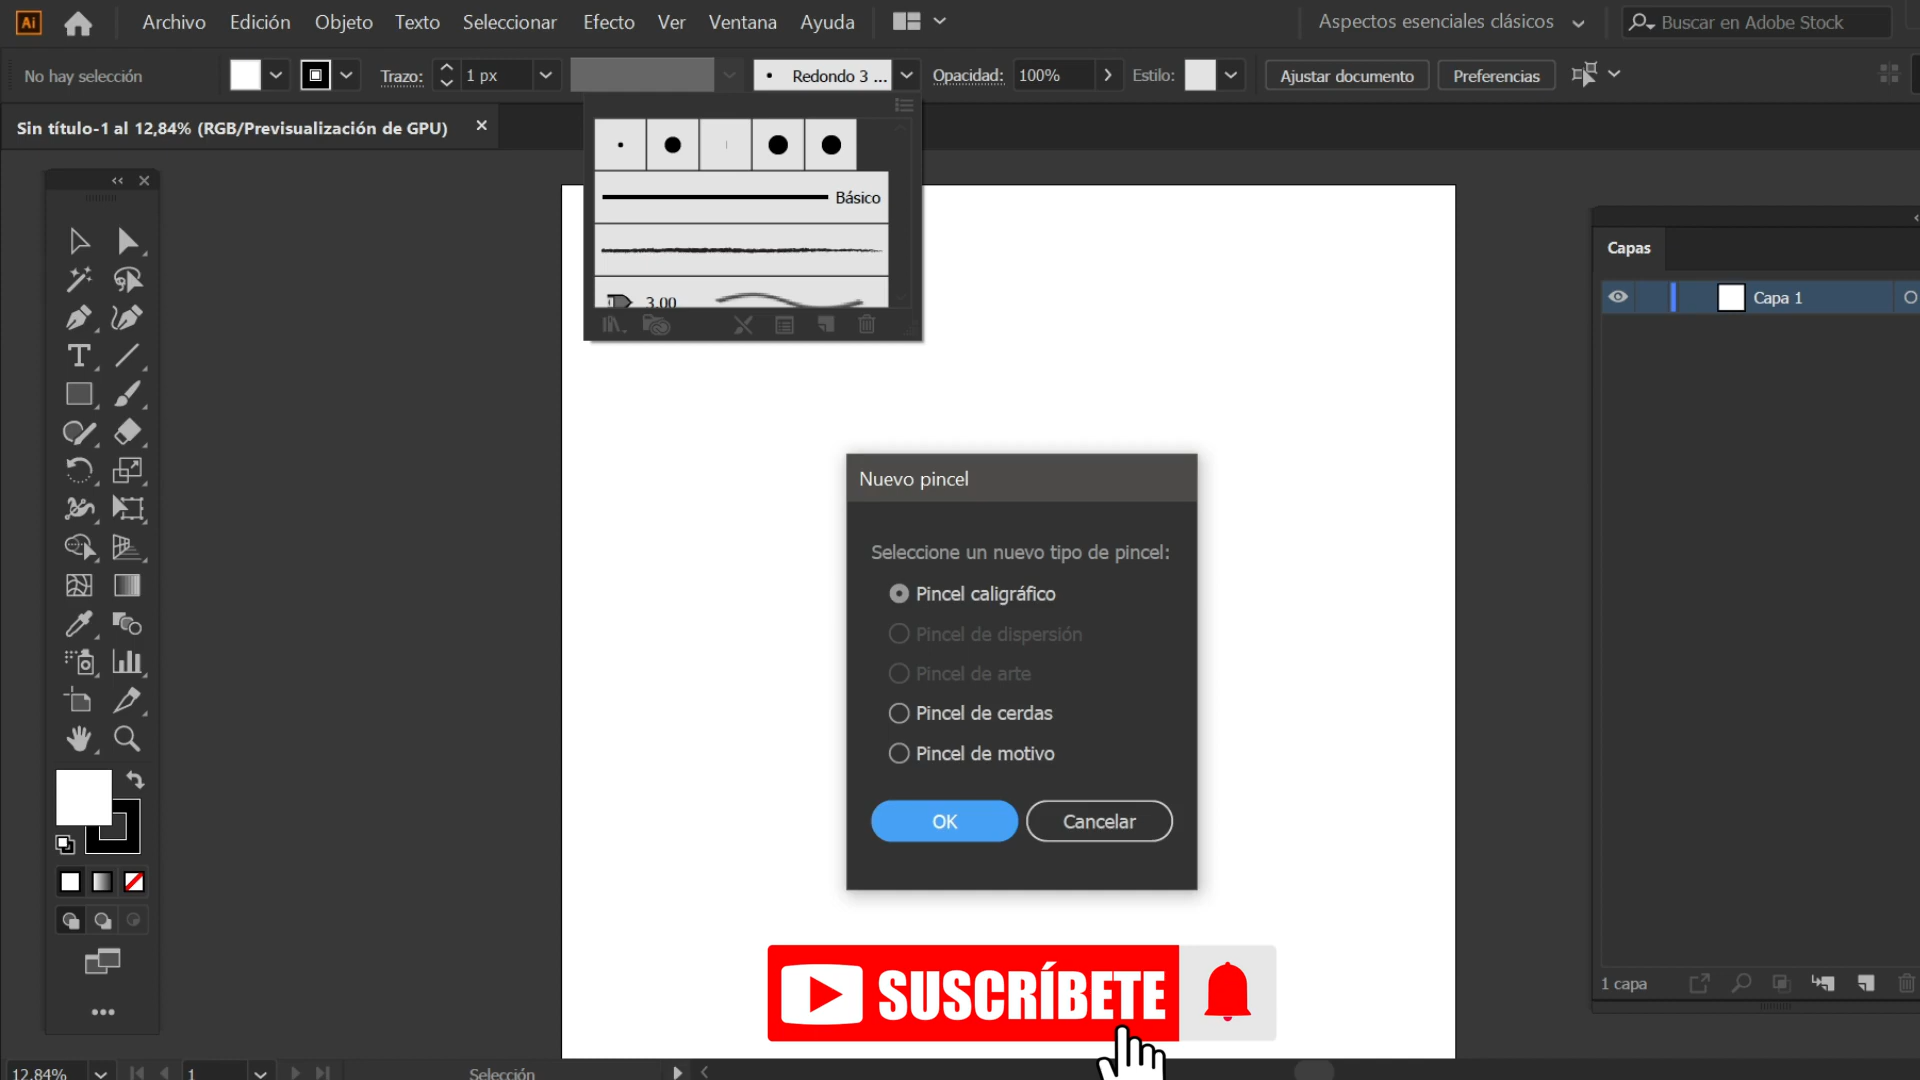 Ai
Archivo Edición Objeto Texto Seleccionar Efecto Ver Ventana Ayuda
Aspectos esenciales clásicos
Buscar en Adobe Stock
No hay selección
Trazo: 1 px
Redondo 3 ...
Opacidad: 100%
Estilo:
Ajustar documento
Preferencias
Sin título-1 al 12,84% (RGB/Previsualización de GPU)
Básico
3.00
Capas
Capa 1
Nuevo pincel
Seleccione un nuevo tipo de pincel:
Pincel caligráfico
Pincel de dispersión
Pincel de arte
Pincel de cerdas
Pincel de motivo
OK
Cancelar
SUSCRÍBETE
1 capa
12,84%
1
Selección